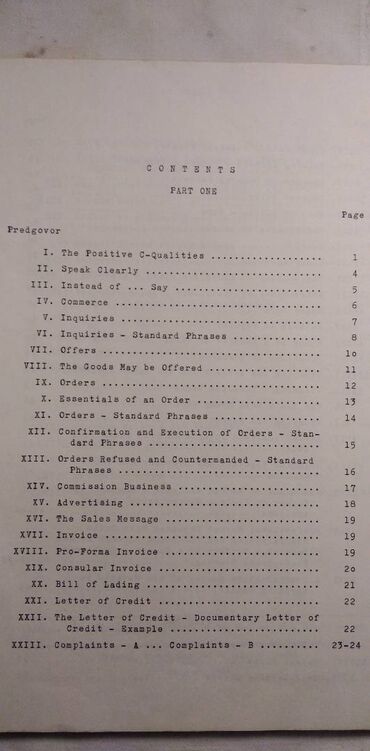 C O N T E N T S
PART ONE
Page
Predgovor
I. The Positive C-Qualities .................... 1
II. Speak Clearly ............................... 4
III. Instead of ... Say .......................... 5
IV. Commerce .................................... 6
V. Inquiries ................................... 7
VI. Inquiries - Standard Phrases ................ 8
VII. Offers ...................................... 1o
VIII. The Goods May be Offered .................... 11
IX. Orders ...................................... 12
X. Essentials of an Order ...................... 13
XI. Orders - Standard Phrases ................... 14
XII. Confirmation and Execution of Orders - Stan-
dard Phrases ............................. 15
XIII. Orders Refused and Countermanded - Standard
Phrases .................................. 16
XIV. Commission Business ......................... 17
XV. Advertising ................................. 18
XVI. The Sales Message ........................... 19
XVII. Invoice ..................................... 19
XVIII. Pro-Forma Invoice ........................... 19
XIX. Consular Invoice ............................ 2o
XX. Bill of Lading .............................. 21
XXI. Letter of Credit ............................ 22
XXII. The Letter of Credit - Documentary Letter of
Credit - Example ......................... 22
XXIII. Complaints - A ... Complaints - B .......... 23-24